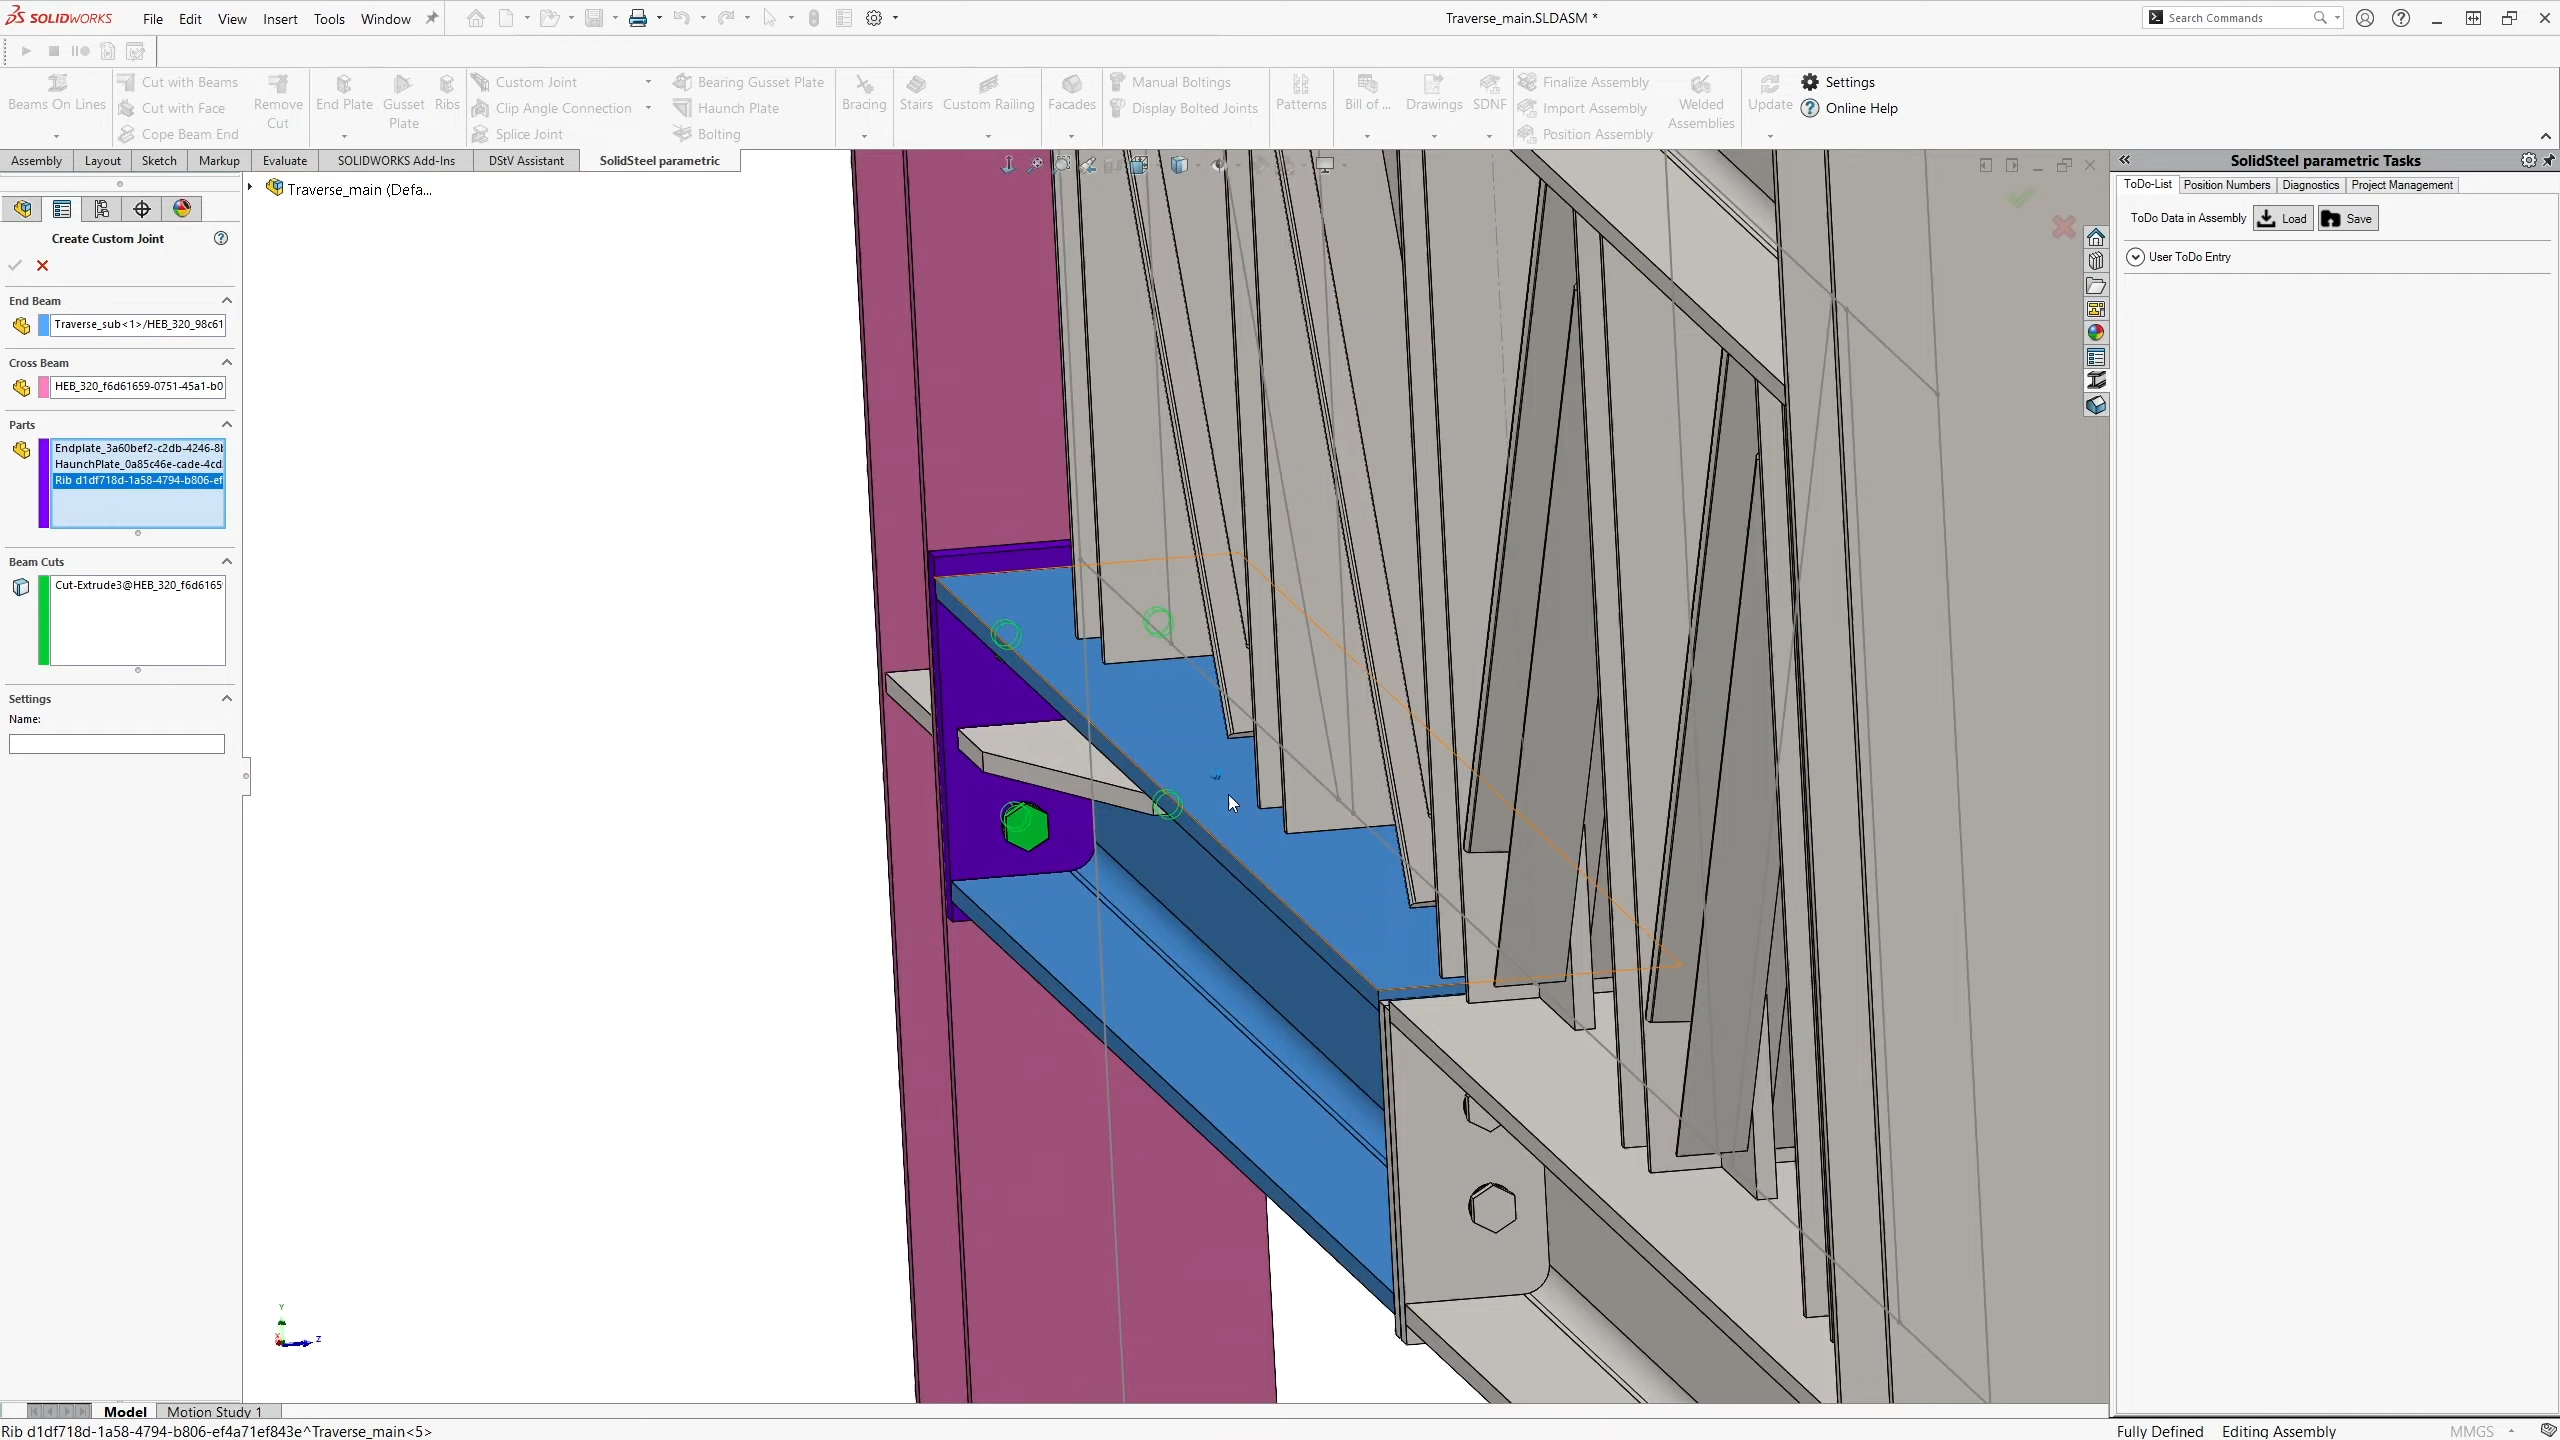 SOLIDWORKS
File Edit View Insert Tools Window
Traverse_main.SLDASM *
Search Commands
Beams On Lines
Cut with Beams
Cut with Face
Cope Beam End
Remove Cut
End Plate
Gusset Plate
Ribs
Custom Joint
Clip Angle Connection
Splice Joint
Bearing Gusset Plate
Haunch Plate
Bolting
Bracing
Stairs
Custom Railing
Facades
Manual Boltings
Display Bolted Joints
Patterns
Bill of ...
Drawings
SDNF
Finalize Assembly
Import Assembly
Position Assembly
Welded Assemblies
Update
Settings
Online Help
Assembly Layout Sketch Markup Evaluate SOLIDWORKS Add-Ins DStV Assistant SolidSteel parametric
Traverse_main (Defa...
Create Custom Joint
End Beam
Traverse_sub<1>/HEB_320_98c61
Cross Beam
HEB_320_f6d61659-0751-45a1-b0
Parts
Endplate_3a60bef2-c2db-4246-8
HaunchPlate_0a85c46e-cade-4cd
Rib d1df718d-1a58-4794-b806-ef
Beam Cuts
Cut-Extrude3@HEB_320_f6d6165
Settings
Name:
SolidSteel parametric Tasks
ToDo-List Position Numbers Diagnostics Project Management
ToDo Data in Assembly Load Save
User ToDo Entry
Y
X
Z
Model Motion Study 1
Rib d1df718d-1a58-4794-b806-ef4a71ef843e^Traverse_main<5>
Fully Defined Editing Assembly MMGS